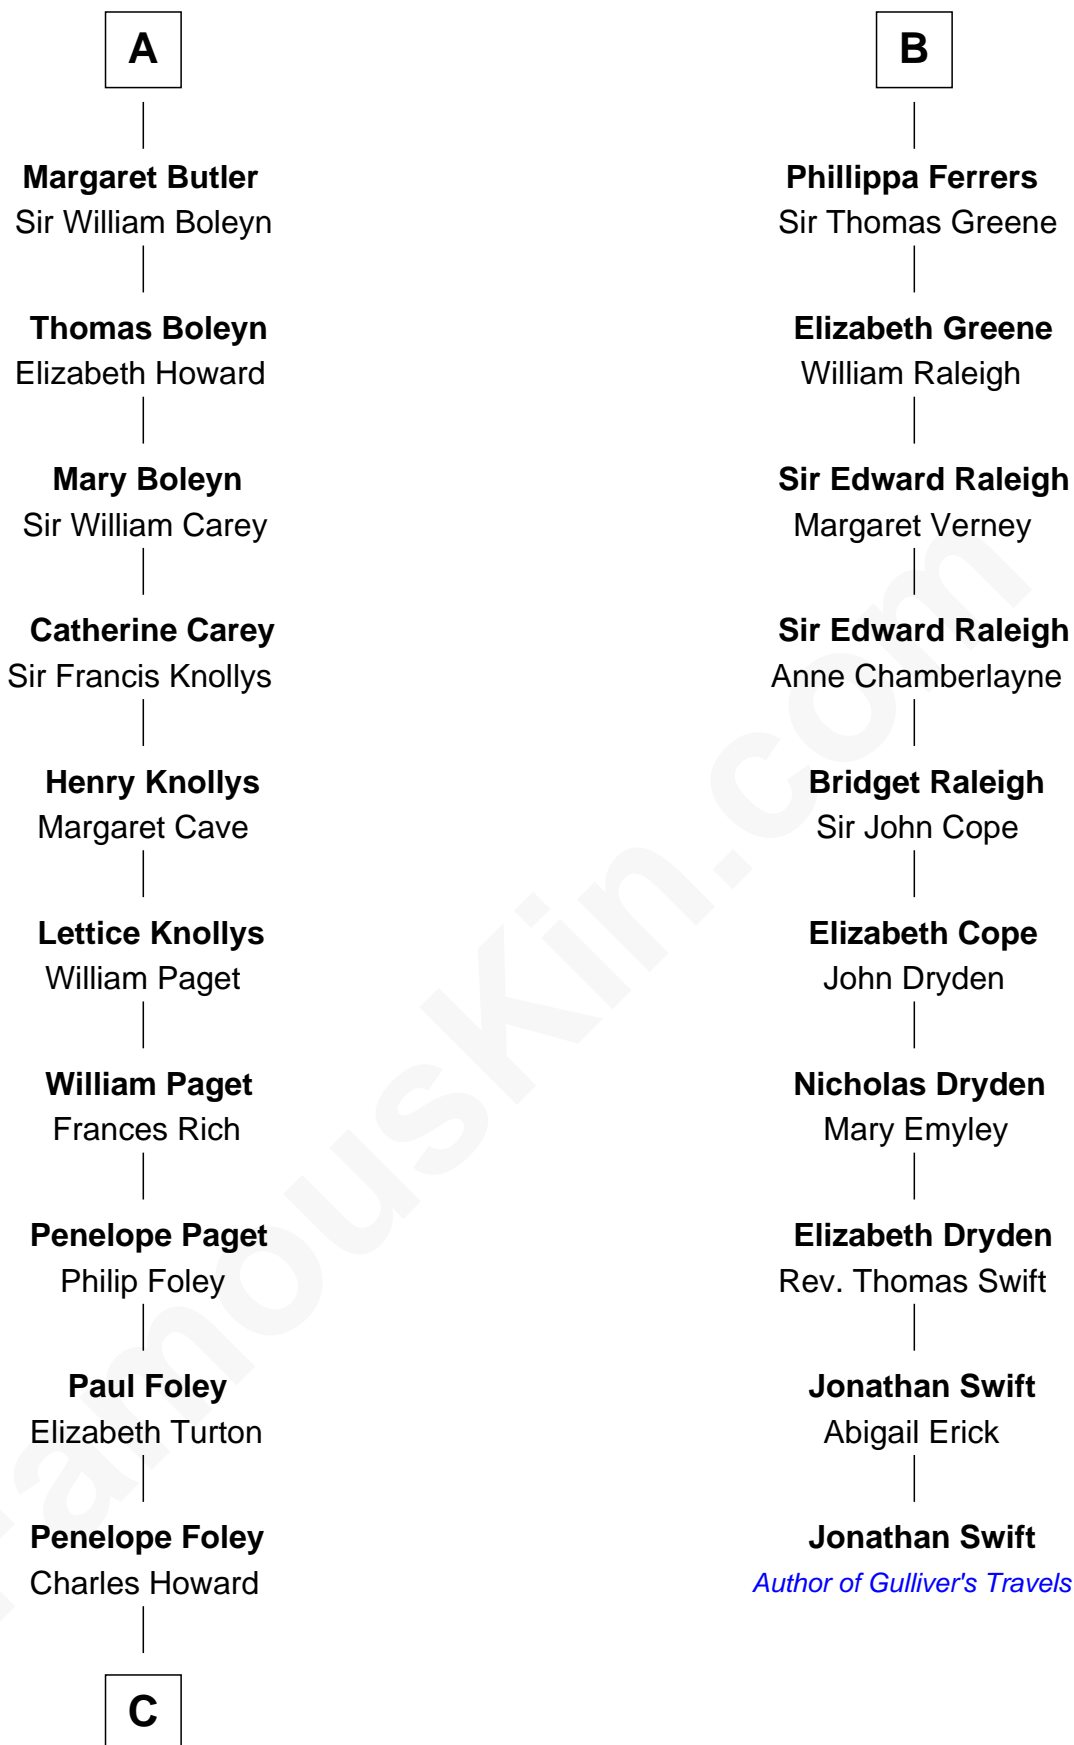 A
Margaret Butler
Sir William Boleyn
Thomas Boleyn
Elizabeth Howard
Mary Boleyn
Sir William Carey
Catherine Carey
Sir Francis Knollys
Henry Knollys
Margaret Cave
Lettice Knollys
William Paget
William Paget
Frances Rich
Penelope Paget
Philip Foley
Paul Foley
Elizabeth Turton
Penelope Foley
Charles Howard
C
B
Phillippa Ferrers
Sir Thomas Greene
Elizabeth Greene
William Raleigh
Sir Edward Raleigh
Margaret Verney
Sir Edward Raleigh
Anne Chamberlayne
Bridget Raleigh
Sir John Cope
Elizabeth Cope
John Dryden
Nicholas Dryden
Mary Emyley
Elizabeth Dryden
Rev. Thomas Swift
Jonathan Swift
Abigail Erick
Jonathan Swift
Author of Gulliver's Travels
FamousKin.com